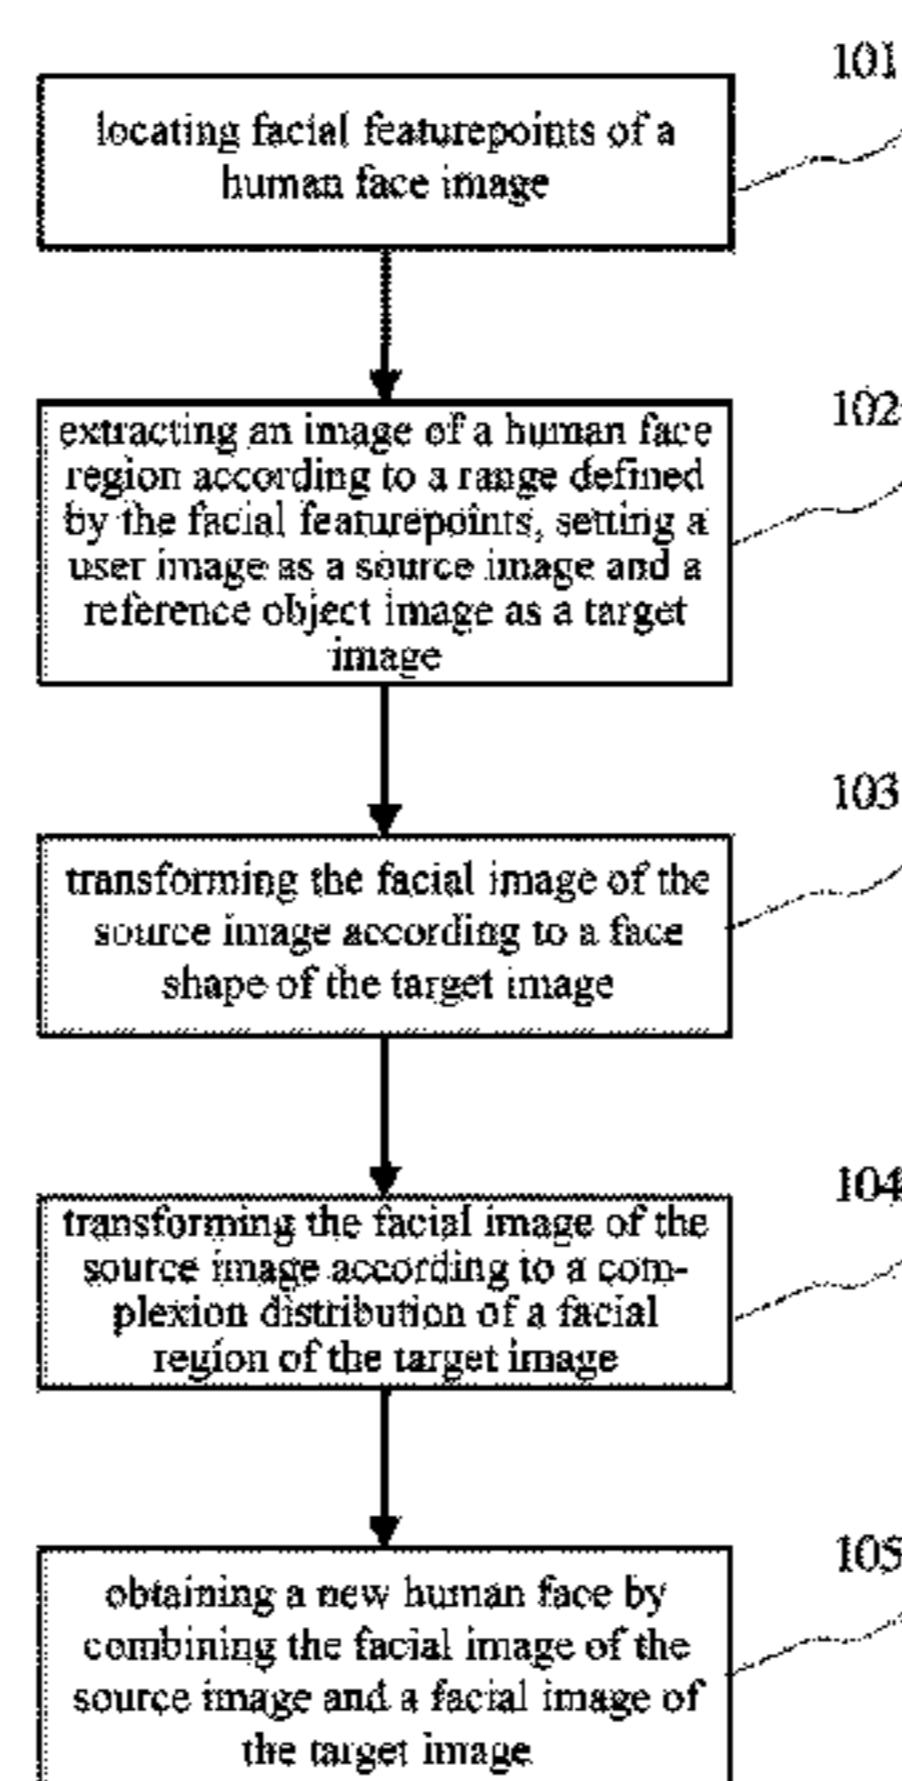 101
locating facial featurepoints of a
human face image
102
extracting an image of a human face
region according to a range defined
by the facial featurepoints, setting a
user image as a source image and a
reference object image as a target
image
103
transforming the facial image of the
source image according to a face
shape of the target image
104
transforming the facial image of the
source image according to a com-
plexion distribution of a facial
region of the target image
105
obtaining a new human face by
combining the facial image of the
source image and a facial image of
the target image